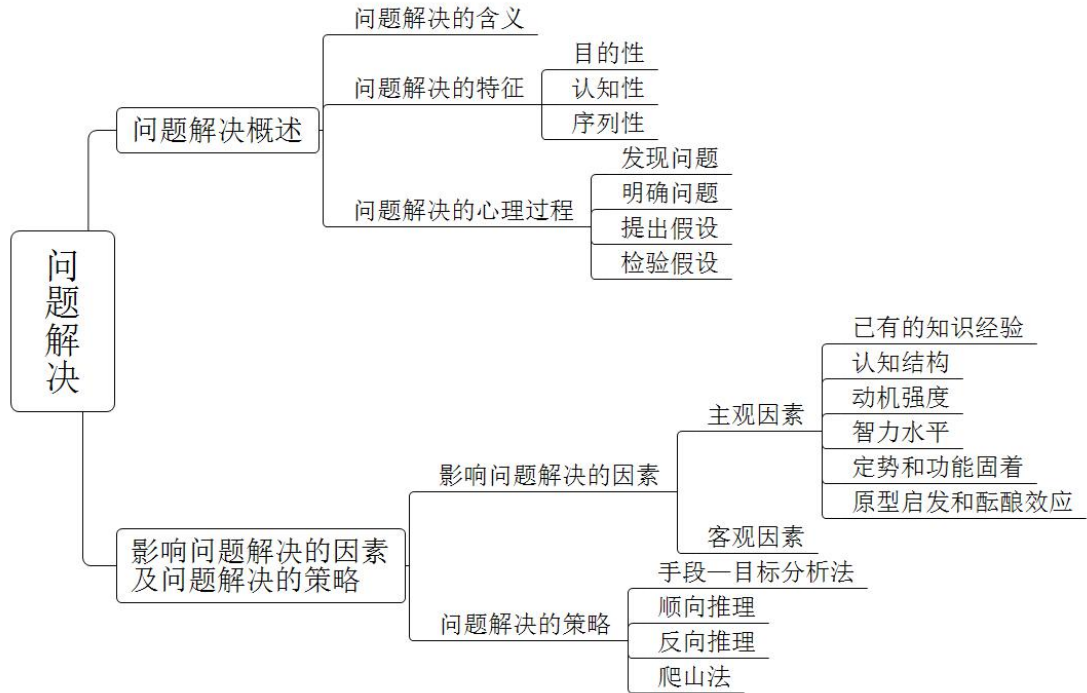 问题解决
问题解决概述
问题解决的含义
问题解决的特征
目的性
认知性
序列性
问题解决的心理过程
发现问题
明确问题
提出假设
检验假设
影响问题解决的因素
及问题解决的策略
影响问题解决的因素
主观因素
已有的知识经验
认知结构
动机强度
智力水平
定势和功能固着
原型启发和酝酿效应
客观因素
问题解决的策略
手段—目标分析法
顺向推理
反向推理
爬山法